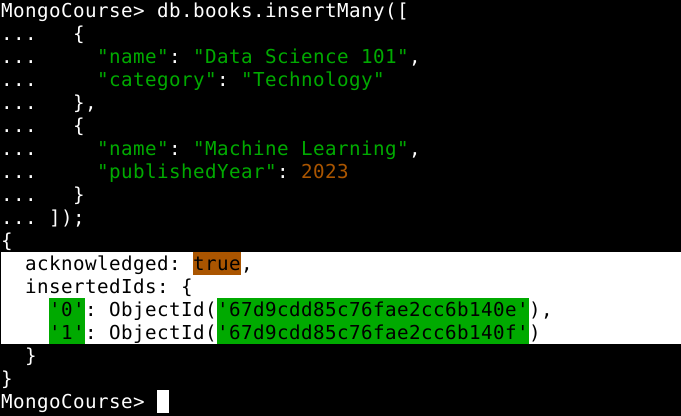 MongoCourse> db.books.insertMany([
...   {
...     "name": "Data Science 101",
...     "category": "Technology"
...   },
...   {
...     "name": "Machine Learning",
...     "publishedYear": 2023
...   }
... ]);
{
  acknowledged: true,
  insertedIds: {
    '0': ObjectId('67d9cdd85c76fae2cc6b140e'),
    '1': ObjectId('67d9cdd85c76fae2cc6b140f')
  }
}
MongoCourse>